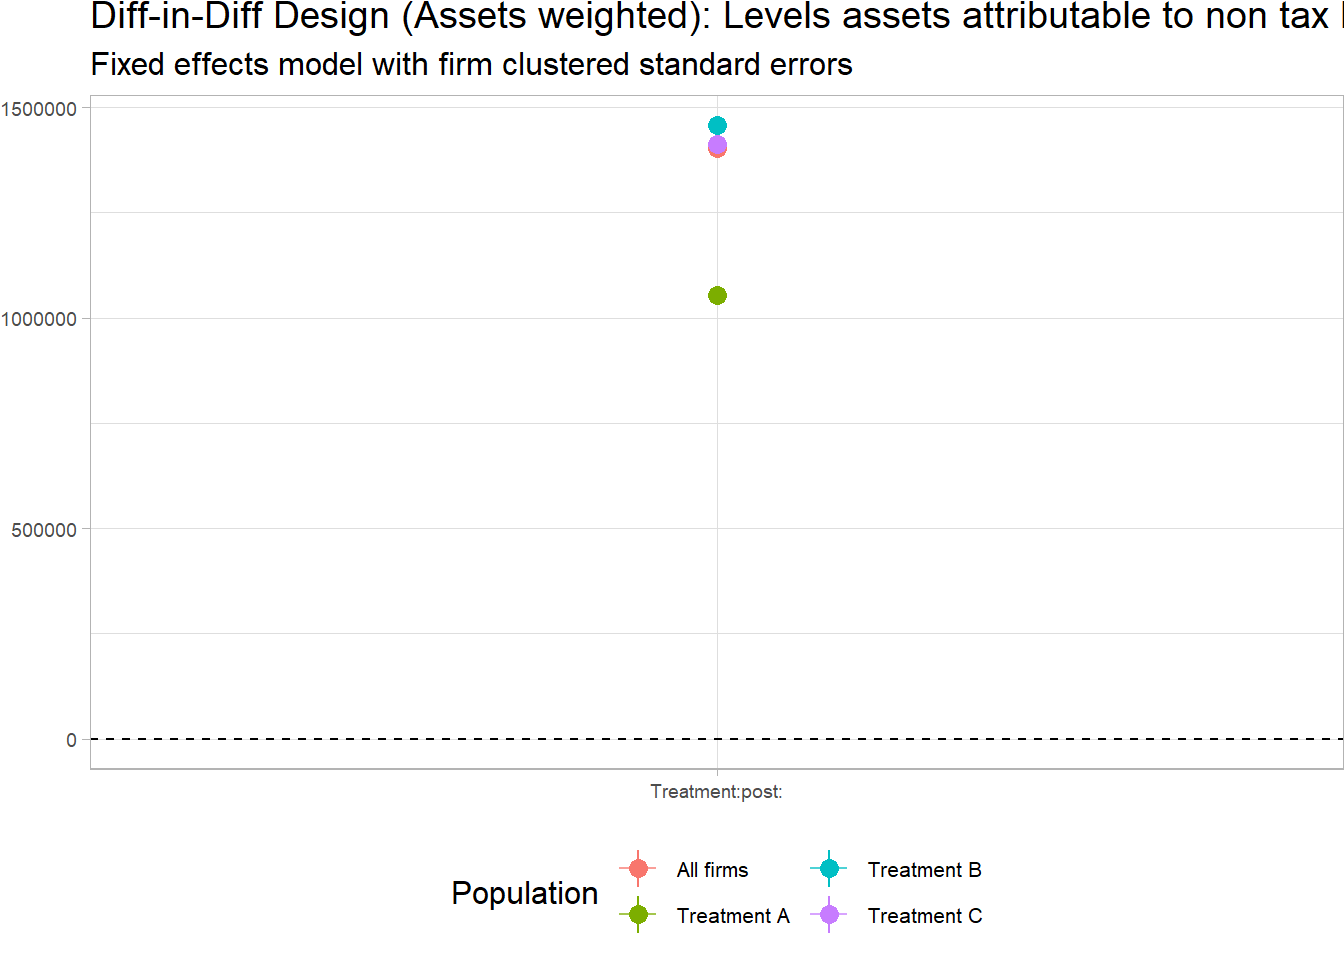 Diff-in-Diff Design (Assets weighted): Levels assets attributable to non tax
Fixed effects model with firm clustered standard errors
1500000
1000000
500000
0
Treatment:post:
Population
All firms
Treatment B
Treatment A
Treatment C